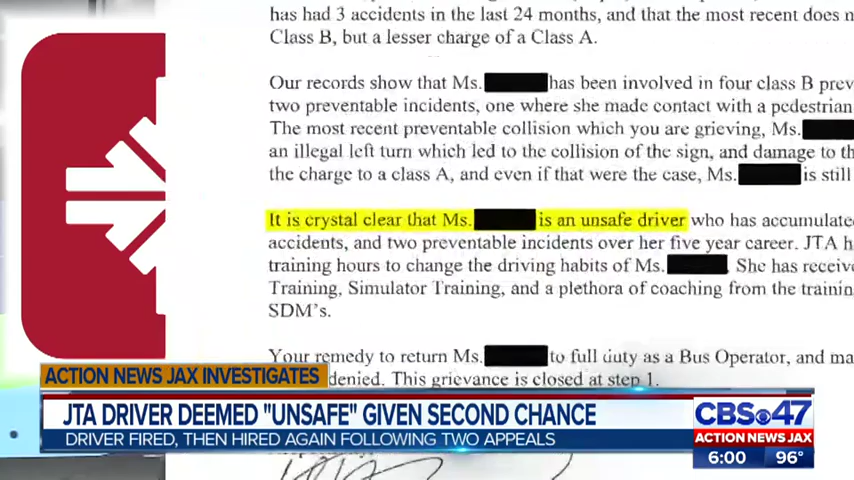 has had 3 accidents in the last 24 months, and that the most recent does n
Class B, but a lesser charge of a Class A.
Our records show that Ms. has been involved in four class B prev
two preventable incidents, one where she made contact with a pedestrian
The most recent preventable collision which you are grieving, Ms.
an illegal left turn which led to the collision of the sign, and damage to th
the charge to a class A, and even if that were the case, Ms. is still
It is crystal clear that Ms. is an unsafe driver who has accumulate
accidents, and two preventable incidents over her five year career. JTA h
training hours to change the driving habits of Ms. . She has receive
Training, Simulator Training, and a plethora of coaching from the trainin
SDM's.
Your remedy to return Ms. to full duty as a Bus Operator, and ma
denied. This grievance is closed at step 1.
ACTION NEWS JAX INVESTIGATES
JTA DRIVER DEEMED "UNSAFE" GIVEN SECOND CHANCE
DRIVER FIRED, THEN HIRED AGAIN FOLLOWING TWO APPEALS
CBS 47
ACTION NEWS JAX
6:00 96°